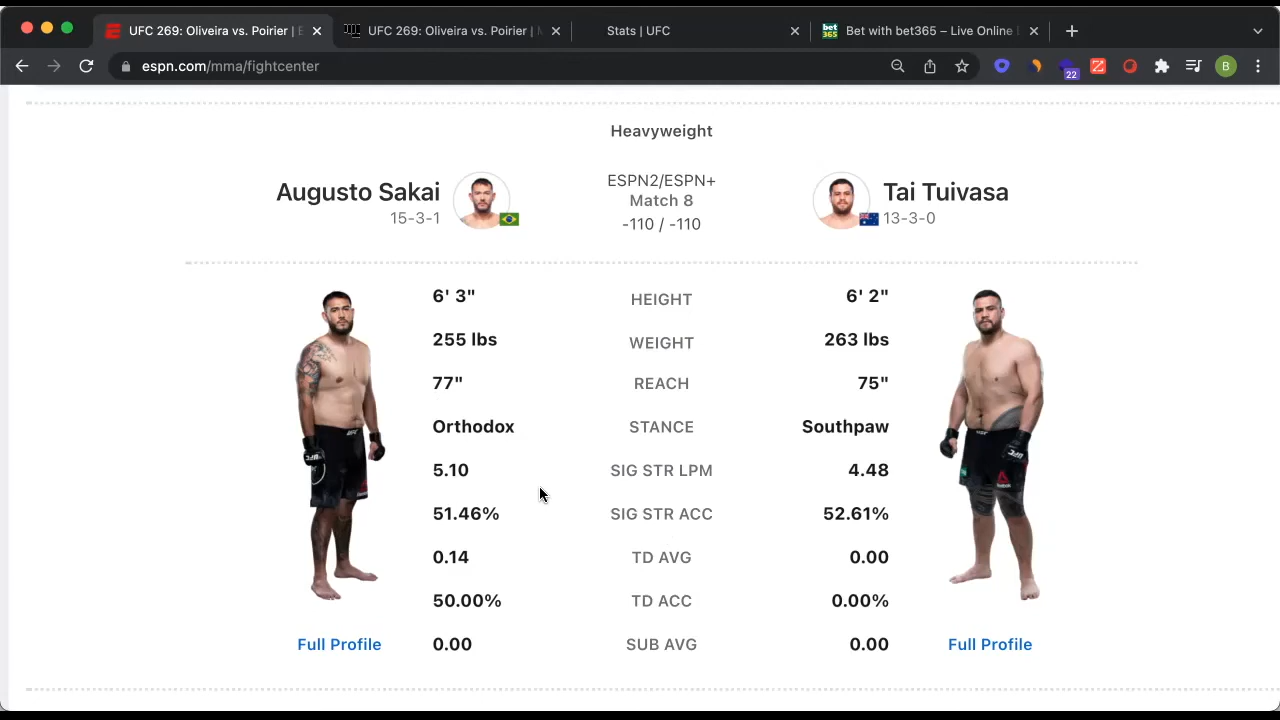 UFC 269: Oliveira vs. Poirier | E
UFC 269: Oliveira vs. Poirier | M
Stats | UFC
bet365
Bet with bet365 – Live Online
espn.com/mma/fightcenter
22
B
Heavyweight
Augusto Sakai
15-3-1
ESPN2/ESPN+
Match 8
-110 / -110
Tai Tuivasa
13-3-0
6' 3" HEIGHT 6' 2"
255 lbs WEIGHT 263 lbs
77" REACH 75"
Orthodox STANCE Southpaw
5.10 SIG STR LPM 4.48
51.46% SIG STR ACC 52.61%
0.14 TD AVG 0.00
50.00% TD ACC 0.00%
Full Profile 0.00 SUB AVG 0.00 Full Profile